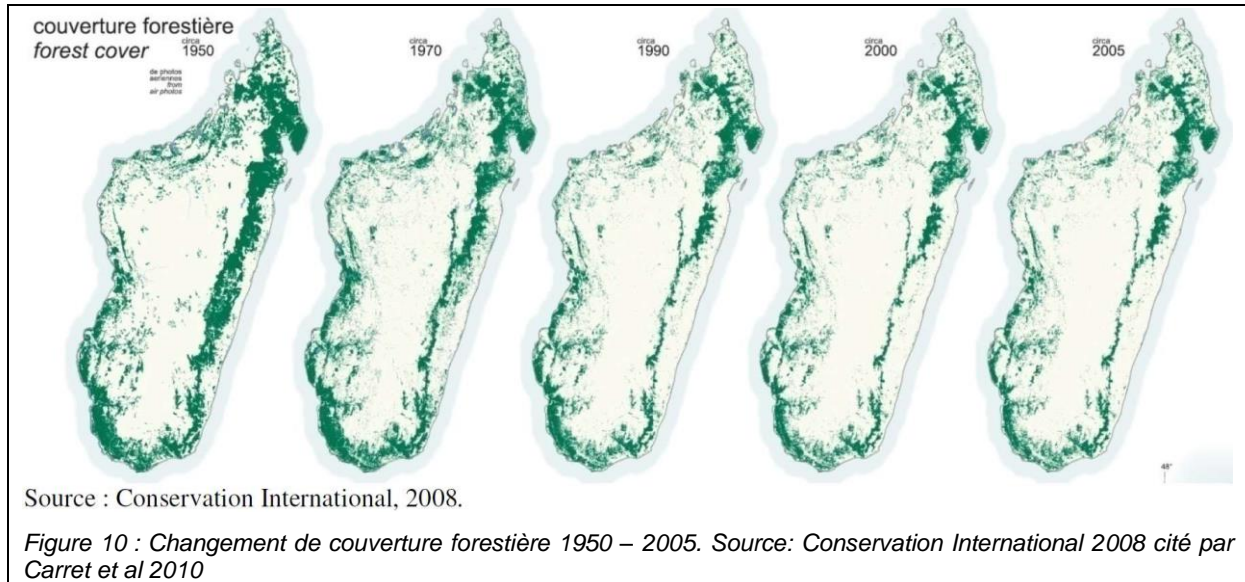 couverture forestière
forest cover
circa
1950
de photos
aeriennes
from
air photos
circa
1970
circa
1990
circa
2000
circa
2005
48°
Source : Conservation International, 2008.
Figure 10 : Changement de couverture forestière 1950 – 2005. Source: Conservation International 2008 cité par
Carret et al 2010